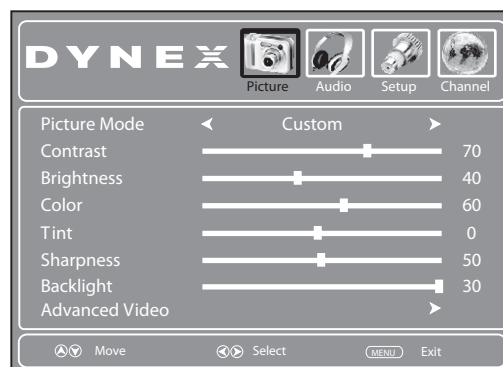 DYNEX
Picture Audio Setup Channel
Picture Mode Custom
Contrast 70
Brightness 40
Color 60
Tint 0
Sharpness 50
Backlight 30
Advanced Video
Move Select MENU Exit